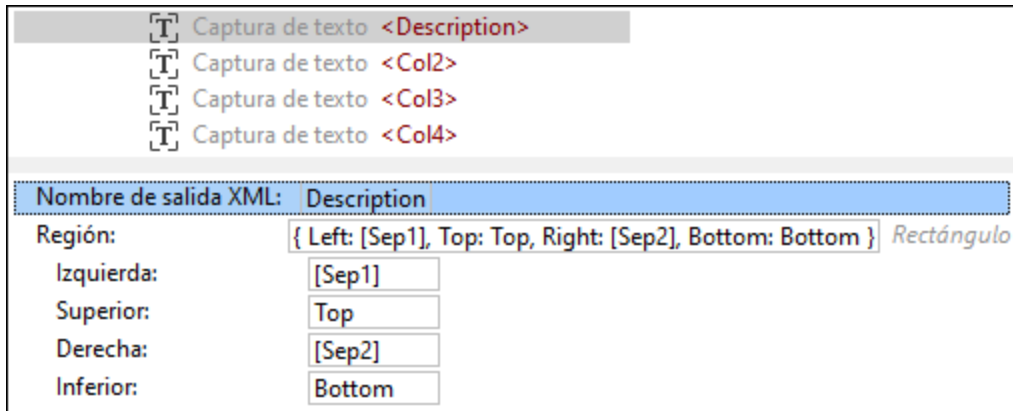 [T] Captura de texto <Description>
[T] Captura de texto <Col2>
[T] Captura de texto <Col3>
[T] Captura de texto <Col4>
Nombre de salida XML: Description
Región: { Left: [Sep1], Top: Top, Right: [Sep2], Bottom: Bottom } Rectángulo
Izquierda: [Sep1]
Superior: Top
Derecha: [Sep2]
Inferior: Bottom